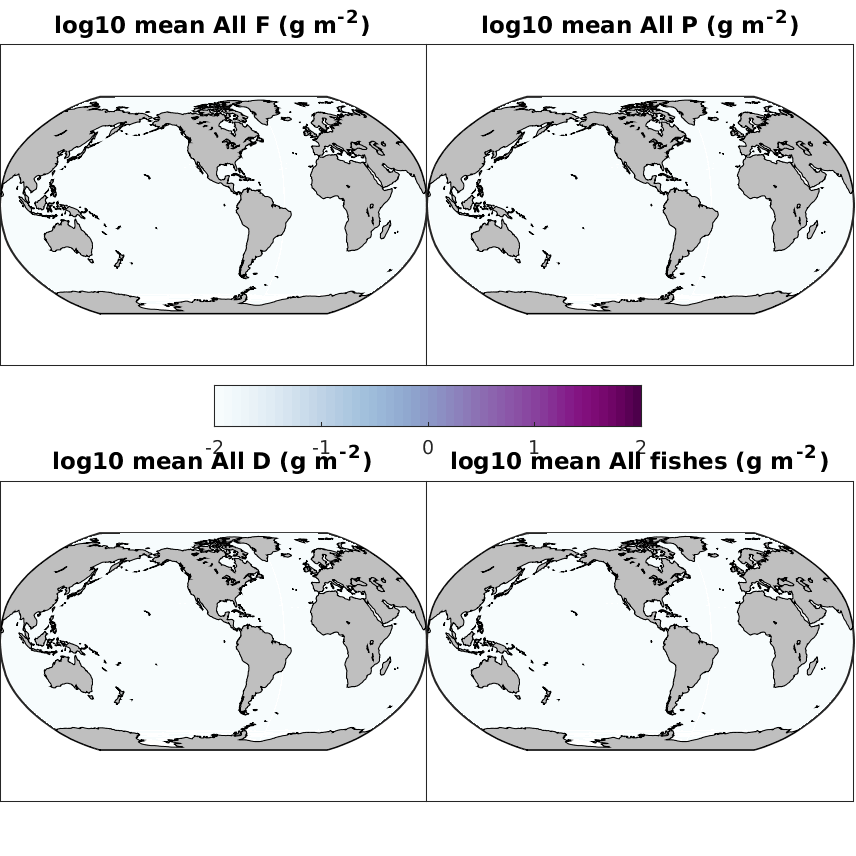 log10 mean All F (g m⁻²)
log10 mean All P (g m⁻²)
-2 -1 0 1 2
log10 mean All D (g m⁻²)
log10 mean All fishes (g m⁻²)